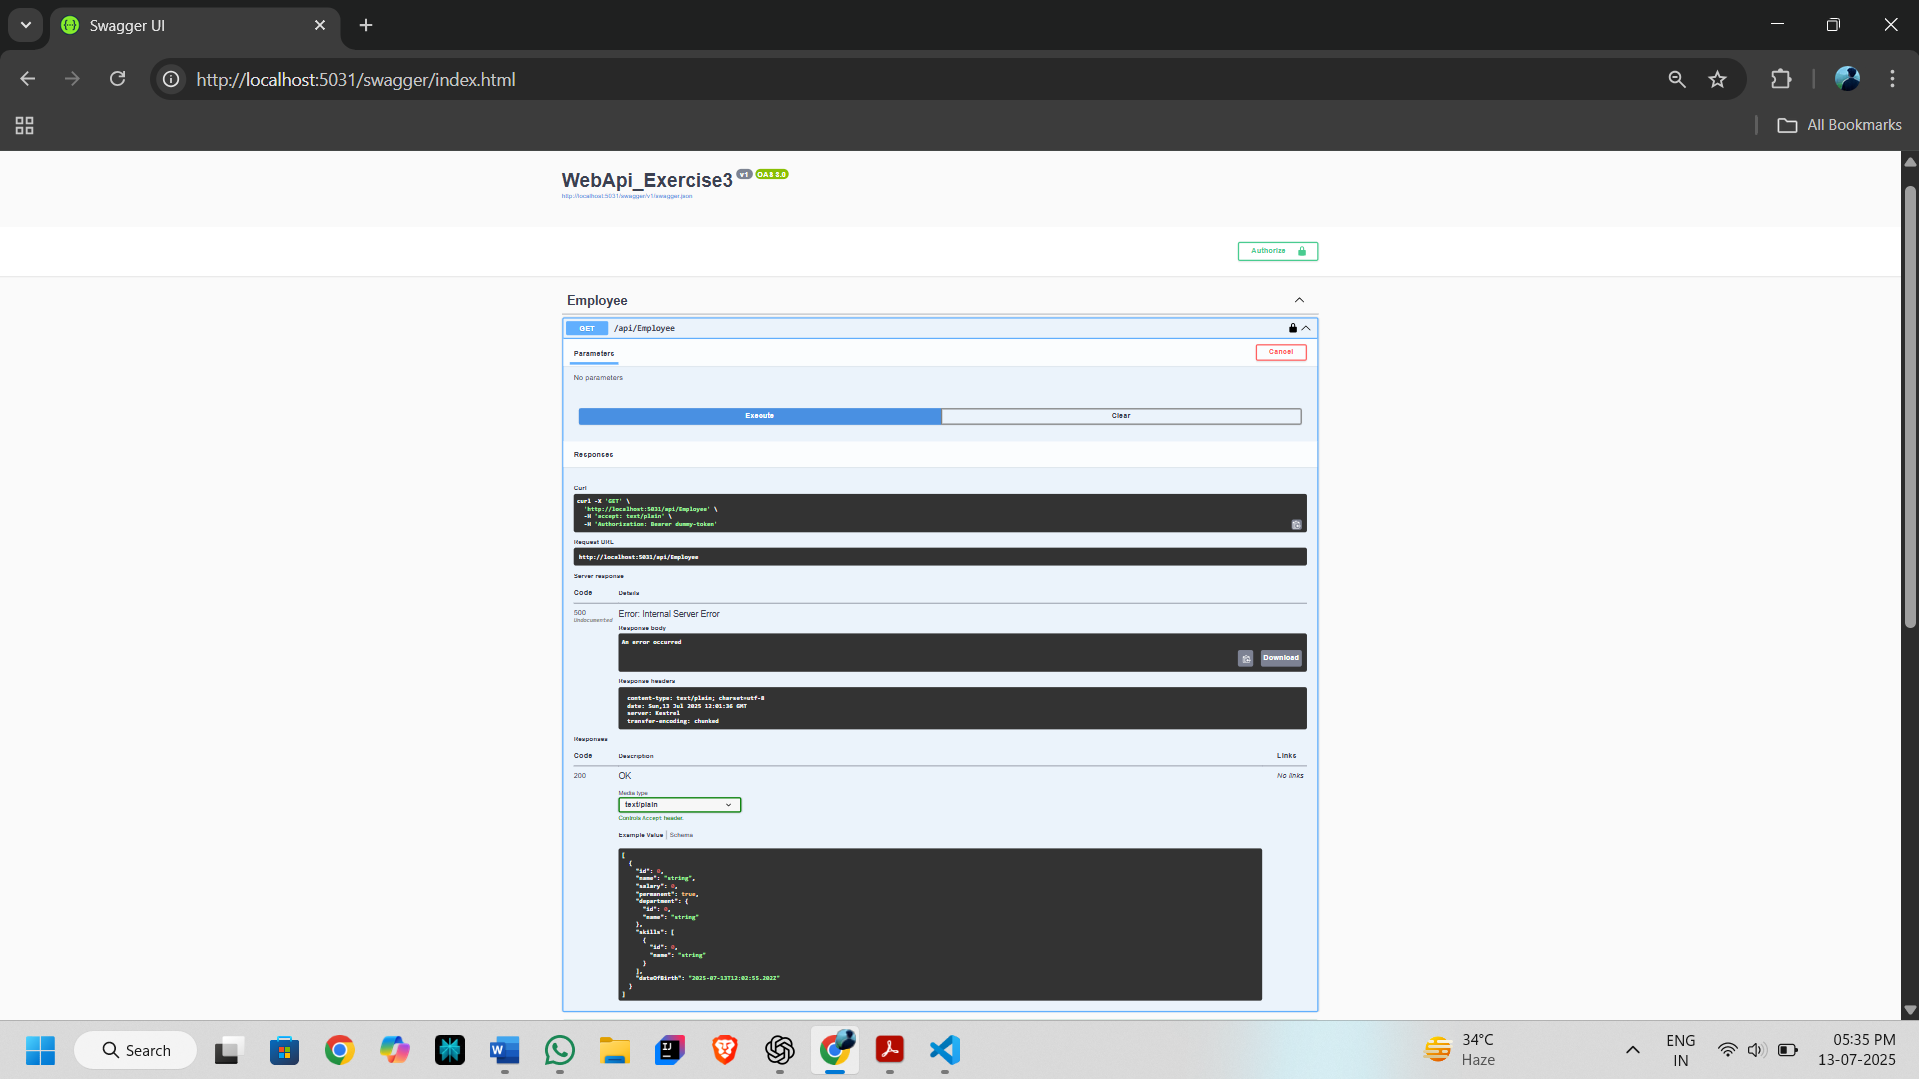 Swagger UI
http://localhost:5031/swagger/index.html
All Bookmarks
WebApi_Exercise3 v1 OAS 3.0
http://localhost:5031/swagger/v1/swagger.json
Authorize
Employee
GET /api/Employee
Parameters
Cancel
No parameters
Execute
Clear
Responses
Curl
curl -X 'GET' \
'http://localhost:5031/api/Employee' \
-H 'accept: text/plain' \
-H 'Authorization: Bearer dummy-token'
Request URL
http://localhost:5031/api/Employee
Server response
Code Details
500 Error: Internal Server Error
Undocumented
Response body
An error occurred
Download
Response headers
content-type: text/plain; charset=utf-8
date: Sun,13 Jul 2025 12:01:36 GMT
server: Kestrel
transfer-encoding: chunked
Responses
Code Description Links
200 OK No links
Media type
text/plain
Controls Accept header.
Example Value | Schema
[
{
"id": 0,
"name": "string",
"salary": 0,
"permanent": true,
"department": {
"id": 0,
"name": "string"
},
"skills": [
{
"id": 0,
"name": "string"
}
],
"dateOfBirth": "2025-07-13T12:02:55.202Z"
}
]
Search
34°C
Haze
ENG
IN
05:35 PM
13-07-2025